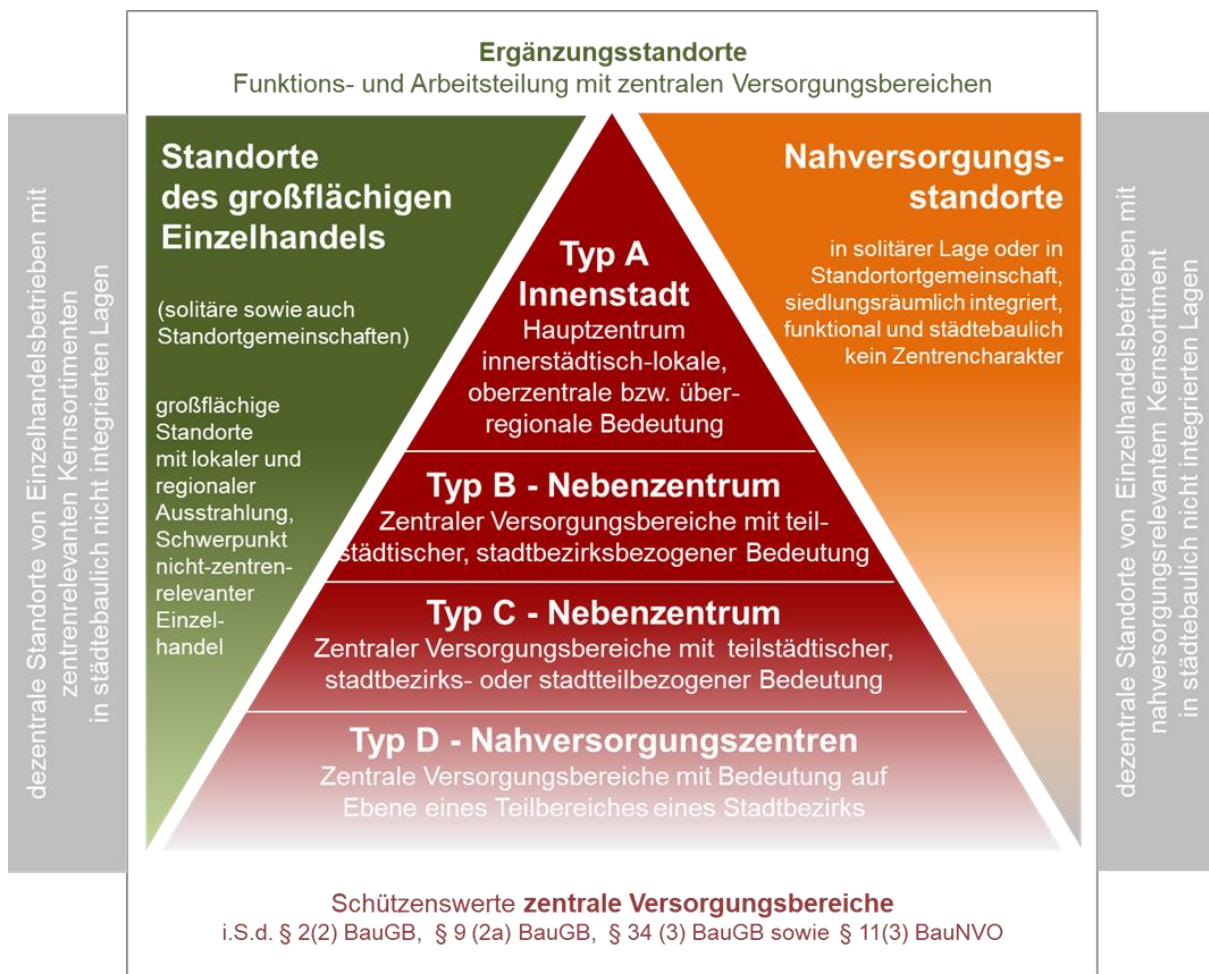 Ergänzungsstandorte
Funktions- und Arbeitsteilung mit zentralen Versorgungsbereichen
dezentrale Standorte von Einzelhandelsbetrieben mit
zentrenrelevanten Kernsortimenten
in städtebaulich nicht integrierten Lagen
Standorte
des großflächigen
Einzelhandels
(solitäre sowie auch
Standortgemeinschaften)
großflächige
Standorte
mit lokaler und
regionaler
Ausstrahlung,
Schwerpunkt
nicht-zentren-
relevanter
Einzel-
handel
Typ A
Innenstadt
Hauptzentrum
innerstädtisch-lokale,
oberzentrale bzw. über-
regionale Bedeutung
Typ B - Nebenzentrum
Zentraler Versorgungsbereiche mit teil-
städtischer, stadtbezirksbezogener Bedeutung
Typ C - Nebenzentrum
Zentraler Versorgungsbereiche mit teilstädtischer,
stadtbezirks- oder stadtteilbezogener Bedeutung
Typ D - Nahversorgungszentren
Zentrale Versorgungsbereiche mit Bedeutung auf
Ebene eines Teilbereiches eines Stadtbezirks
Nahversorgungs-
standorte
in solitärer Lage oder in
Standortortgemeinschaft,
siedlungsräumlich integriert,
funktional und städtebaulich
kein Zentrencharakter
dezentrale Standorte von Einzelhandelsbetrieben mit
nahversorgungsrelevantem Kernsortiment
in städtebaulich nicht integrierten Lagen
Schützenswerte zentrale Versorgungsbereiche
i.S.d. § 2(2) BauGB, § 9 (2a) BauGB, § 34 (3) BauGB sowie § 11(3) BauNVO